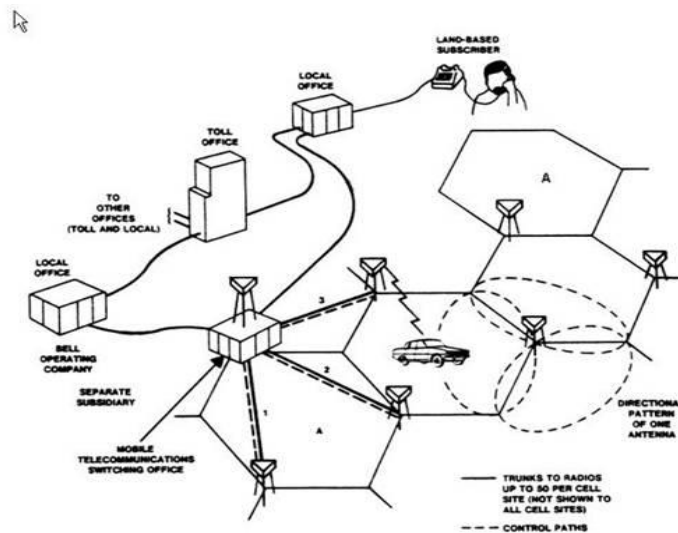 LAND-BASED
SUBSCRIBER
LOCAL
OFFICE
TOLL
OFFICE
A
TO
OTHER
OFFICES
(TOLL AND LOCAL)
LOCAL
OFFICE
3
BELL
OPERATING
COMPANY
2
SEPARATE
SUBSIDIARY
1
A
DIRECTIONAL
PATTERN
OF ONE
ANTENNA
MOBILE
TELECOMMUNICATIONS
SWITCHING OFFICE
TRUNKS TO RADIOS
UP TO 50 PER CELL
SITE (NOT SHOWN TO
ALL CELL SITES)
CONTROL PATHS